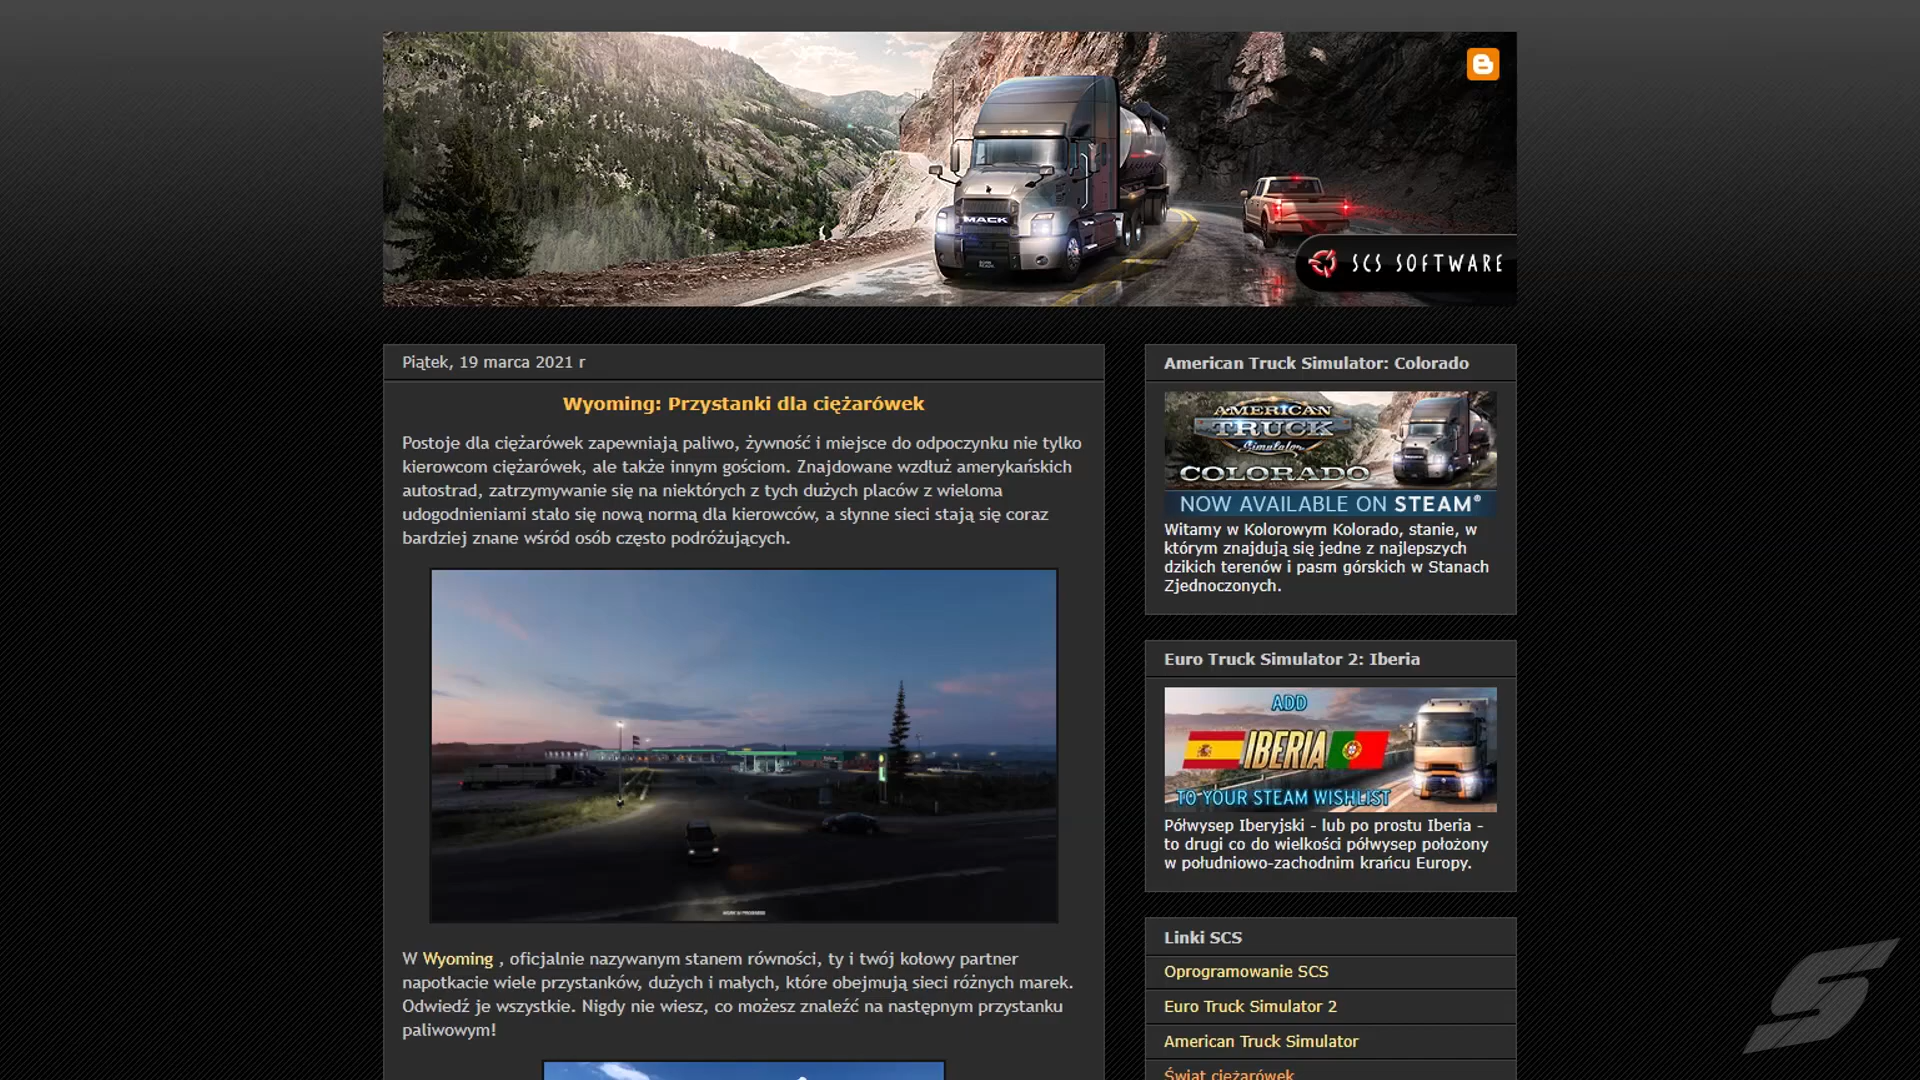 MACK
SCS SOFTWARE
Piątek, 19 marca 2021 r
Wyoming: Przystanki dla ciężarówek
Postoje dla ciężarówek zapewniają paliwo, żywność i miejsce do odpoczynku nie tylko
kierowcom ciężarówek, ale także innym gościom. Znajdowane wzdłuż amerykańskich
autostrad, zatrzymywanie się na niektórych z tych dużych placów z wieloma
udogodnieniami stało się nową normą dla kierowców, a słynne sieci stają się coraz
bardziej znane wśród osób często podróżujących.
WORK IN PROGRESS
W Wyoming , oficjalnie nazywanym stanem równości, ty i twój kołowy partner
napotkacie wiele przystanków, dużych i małych, które obejmują sieci różnych marek.
Odwiedź je wszystkie. Nigdy nie wiesz, co możesz znaleźć na następnym przystanku
paliwowym!
American Truck Simulator: Colorado
AMERICAN
TRUCK
Simulator
COLORADO
NOW AVAILABLE ON STEAM®
Witamy w Kolorowym Kolorado, stanie, w
którym znajdują się jedne z najlepszych
dzikich terenów i pasm górskich w Stanach
Zjednoczonych.
Euro Truck Simulator 2: Iberia
ADD
IBERIA
TO YOUR STEAM WISHLIST
Półwysep Iberyjski - lub po prostu Iberia -
to drugi co do wielkości półwysep położony
w południowo-zachodnim krańcu Europy.
Linki SCS
Oprogramowanie SCS
Euro Truck Simulator 2
American Truck Simulator
Świat ciężarówek